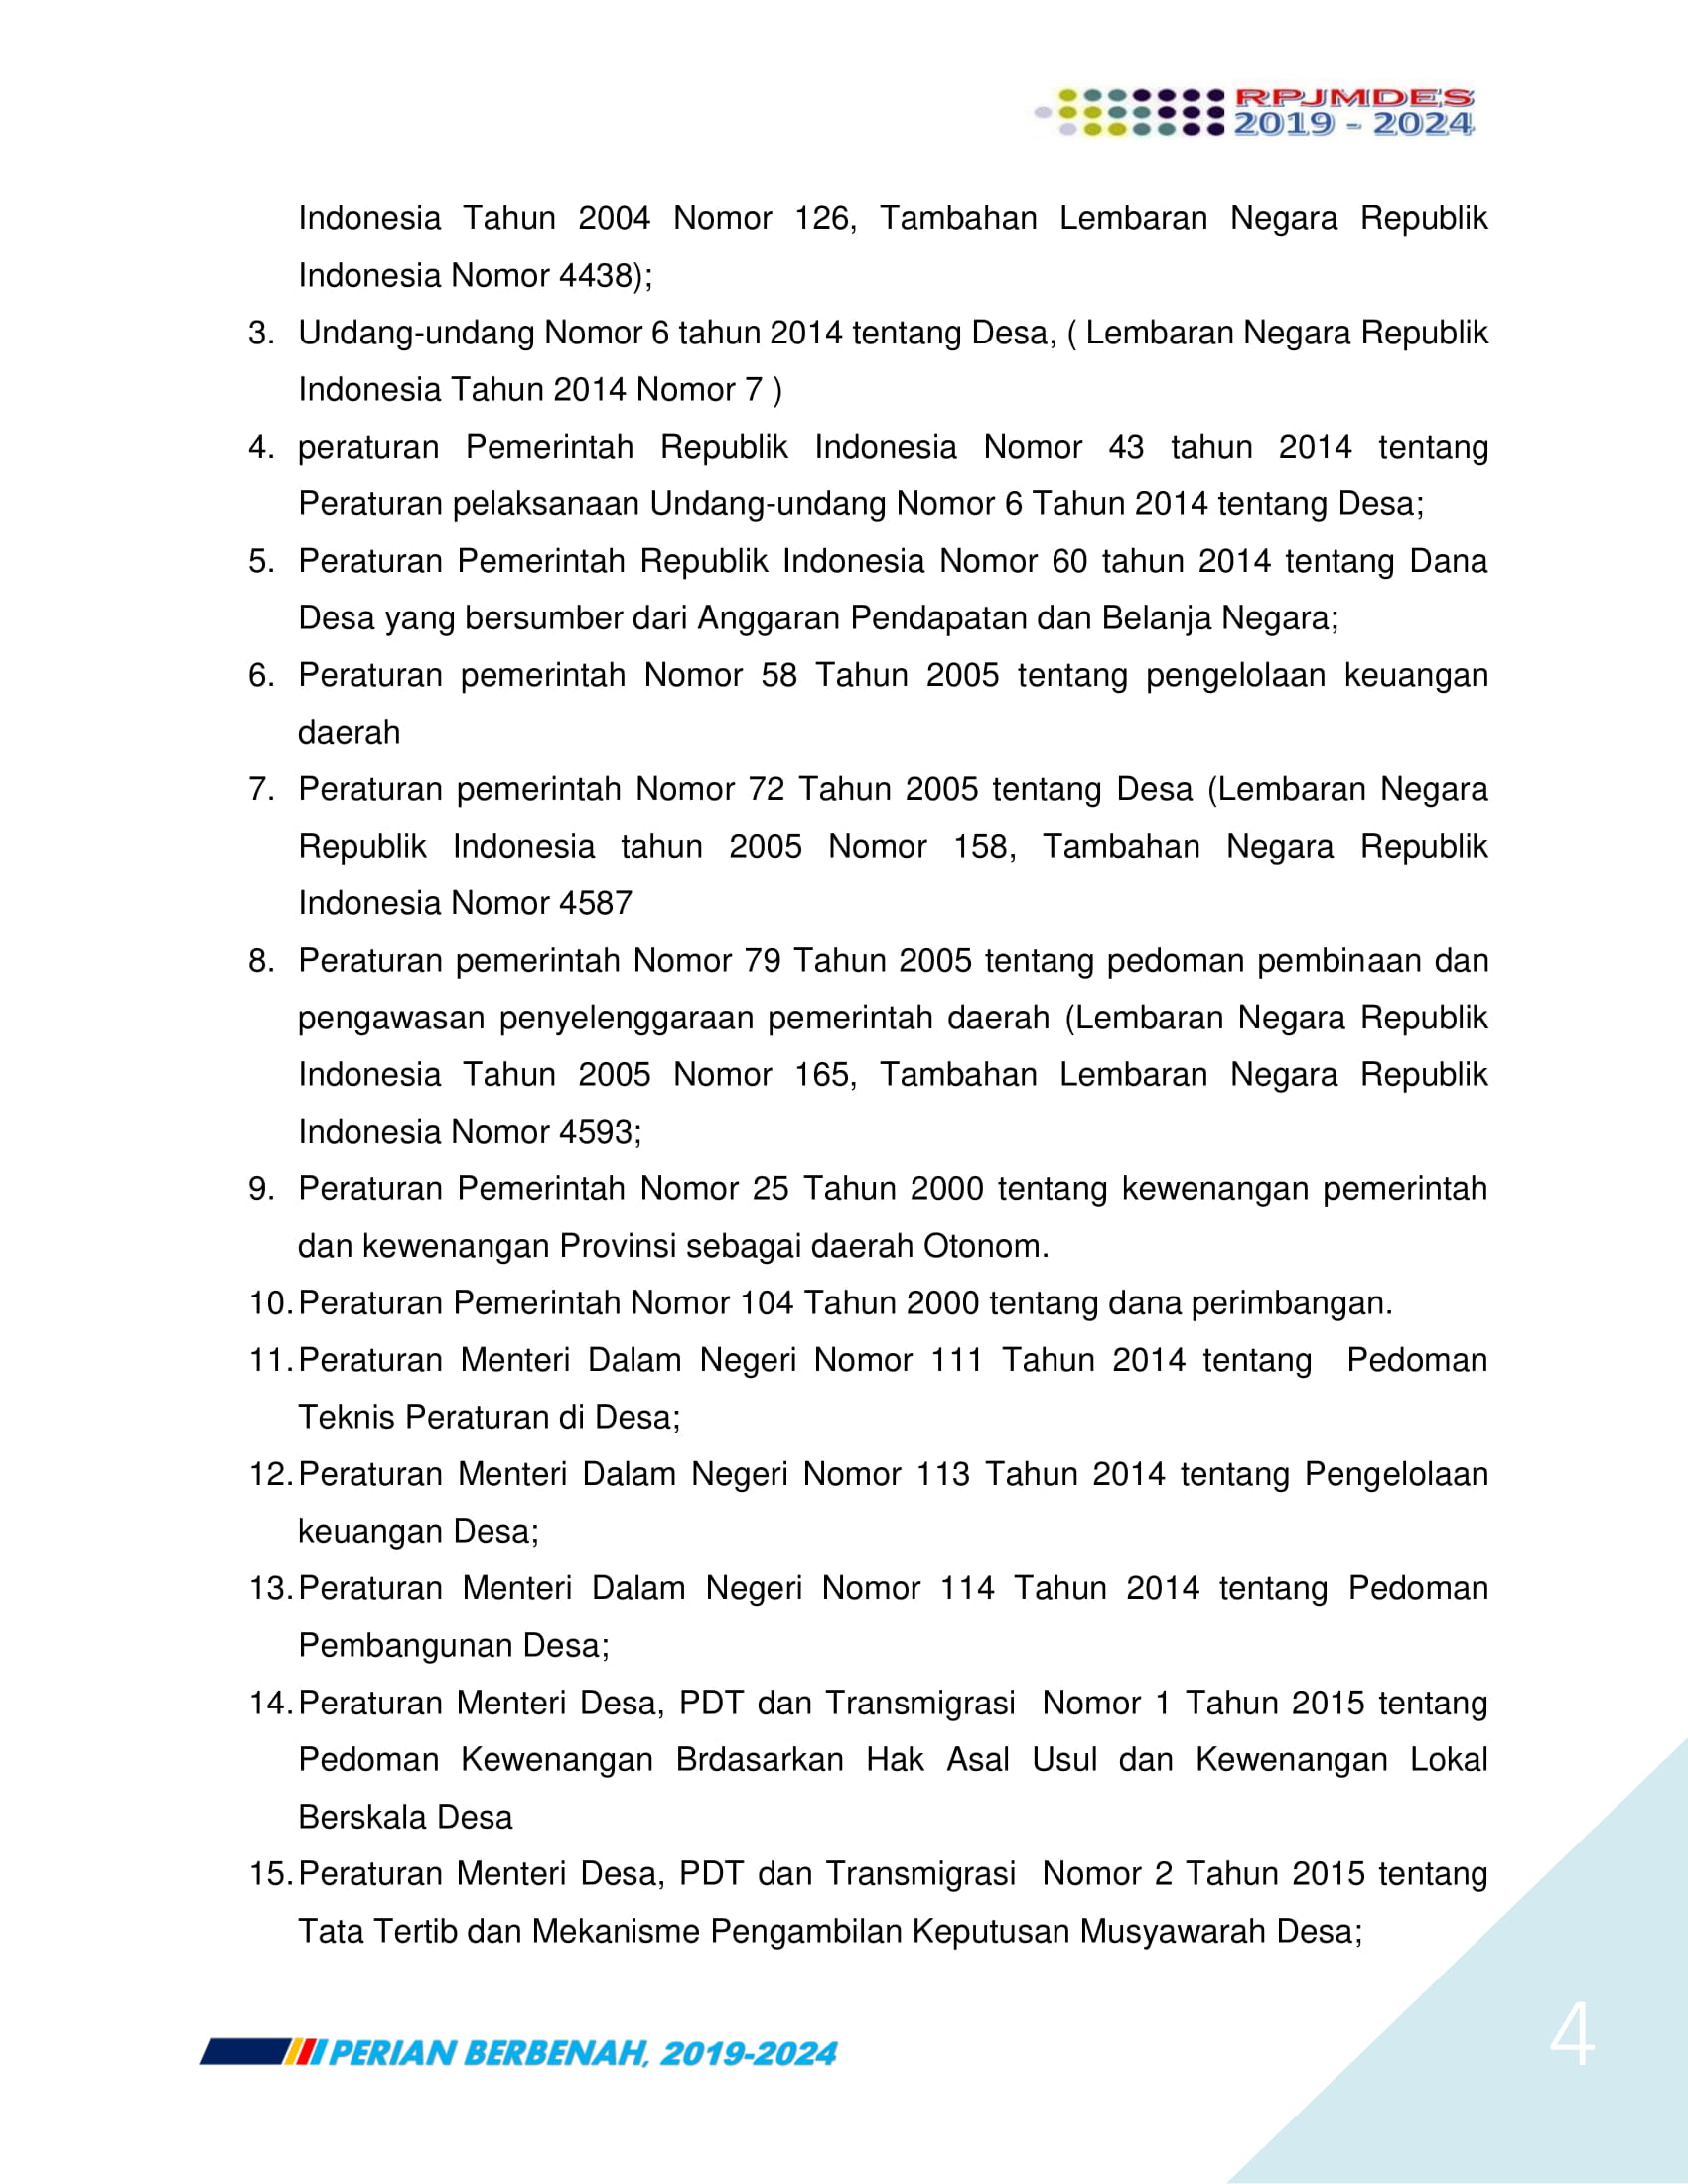 RPJMDES
2019 - 2024
Indonesia Tahun 2004 Nomor 126, Tambahan Lembaran Negara Republik
Indonesia Nomor 4438);
3. Undang-undang Nomor 6 tahun 2014 tentang Desa, ( Lembaran Negara Republik
Indonesia Tahun 2014 Nomor 7 )
4. peraturan Pemerintah Republik Indonesia Nomor 43 tahun 2014 tentang
Peraturan pelaksanaan Undang-undang Nomor 6 Tahun 2014 tentang Desa;
5. Peraturan Pemerintah Republik Indonesia Nomor 60 tahun 2014 tentang Dana
Desa yang bersumber dari Anggaran Pendapatan dan Belanja Negara;
6. Peraturan pemerintah Nomor 58 Tahun 2005 tentang pengelolaan keuangan
daerah
7. Peraturan pemerintah Nomor 72 Tahun 2005 tentang Desa (Lembaran Negara
Republik Indonesia tahun 2005 Nomor 158, Tambahan Negara Republik
Indonesia Nomor 4587
8. Peraturan pemerintah Nomor 79 Tahun 2005 tentang pedoman pembinaan dan
pengawasan penyelenggaraan pemerintah daerah (Lembaran Negara Republik
Indonesia Tahun 2005 Nomor 165, Tambahan Lembaran Negara Republik
Indonesia Nomor 4593;
9. Peraturan Pemerintah Nomor 25 Tahun 2000 tentang kewenangan pemerintah
dan kewenangan Provinsi sebagai daerah Otonom.
10. Peraturan Pemerintah Nomor 104 Tahun 2000 tentang dana perimbangan.
11. Peraturan Menteri Dalam Negeri Nomor 111 Tahun 2014 tentang Pedoman
Teknis Peraturan di Desa;
12. Peraturan Menteri Dalam Negeri Nomor 113 Tahun 2014 tentang Pengelolaan
keuangan Desa;
13. Peraturan Menteri Dalam Negeri Nomor 114 Tahun 2014 tentang Pedoman
Pembangunan Desa;
14. Peraturan Menteri Desa, PDT dan Transmigrasi Nomor 1 Tahun 2015 tentang
Pedoman Kewenangan Brdasarkan Hak Asal Usul dan Kewenangan Lokal
Berskala Desa
15. Peraturan Menteri Desa, PDT dan Transmigrasi Nomor 2 Tahun 2015 tentang
Tata Tertib dan Mekanisme Pengambilan Keputusan Musyawarah Desa;
PERIAN BERBENAH, 2019-2024
4